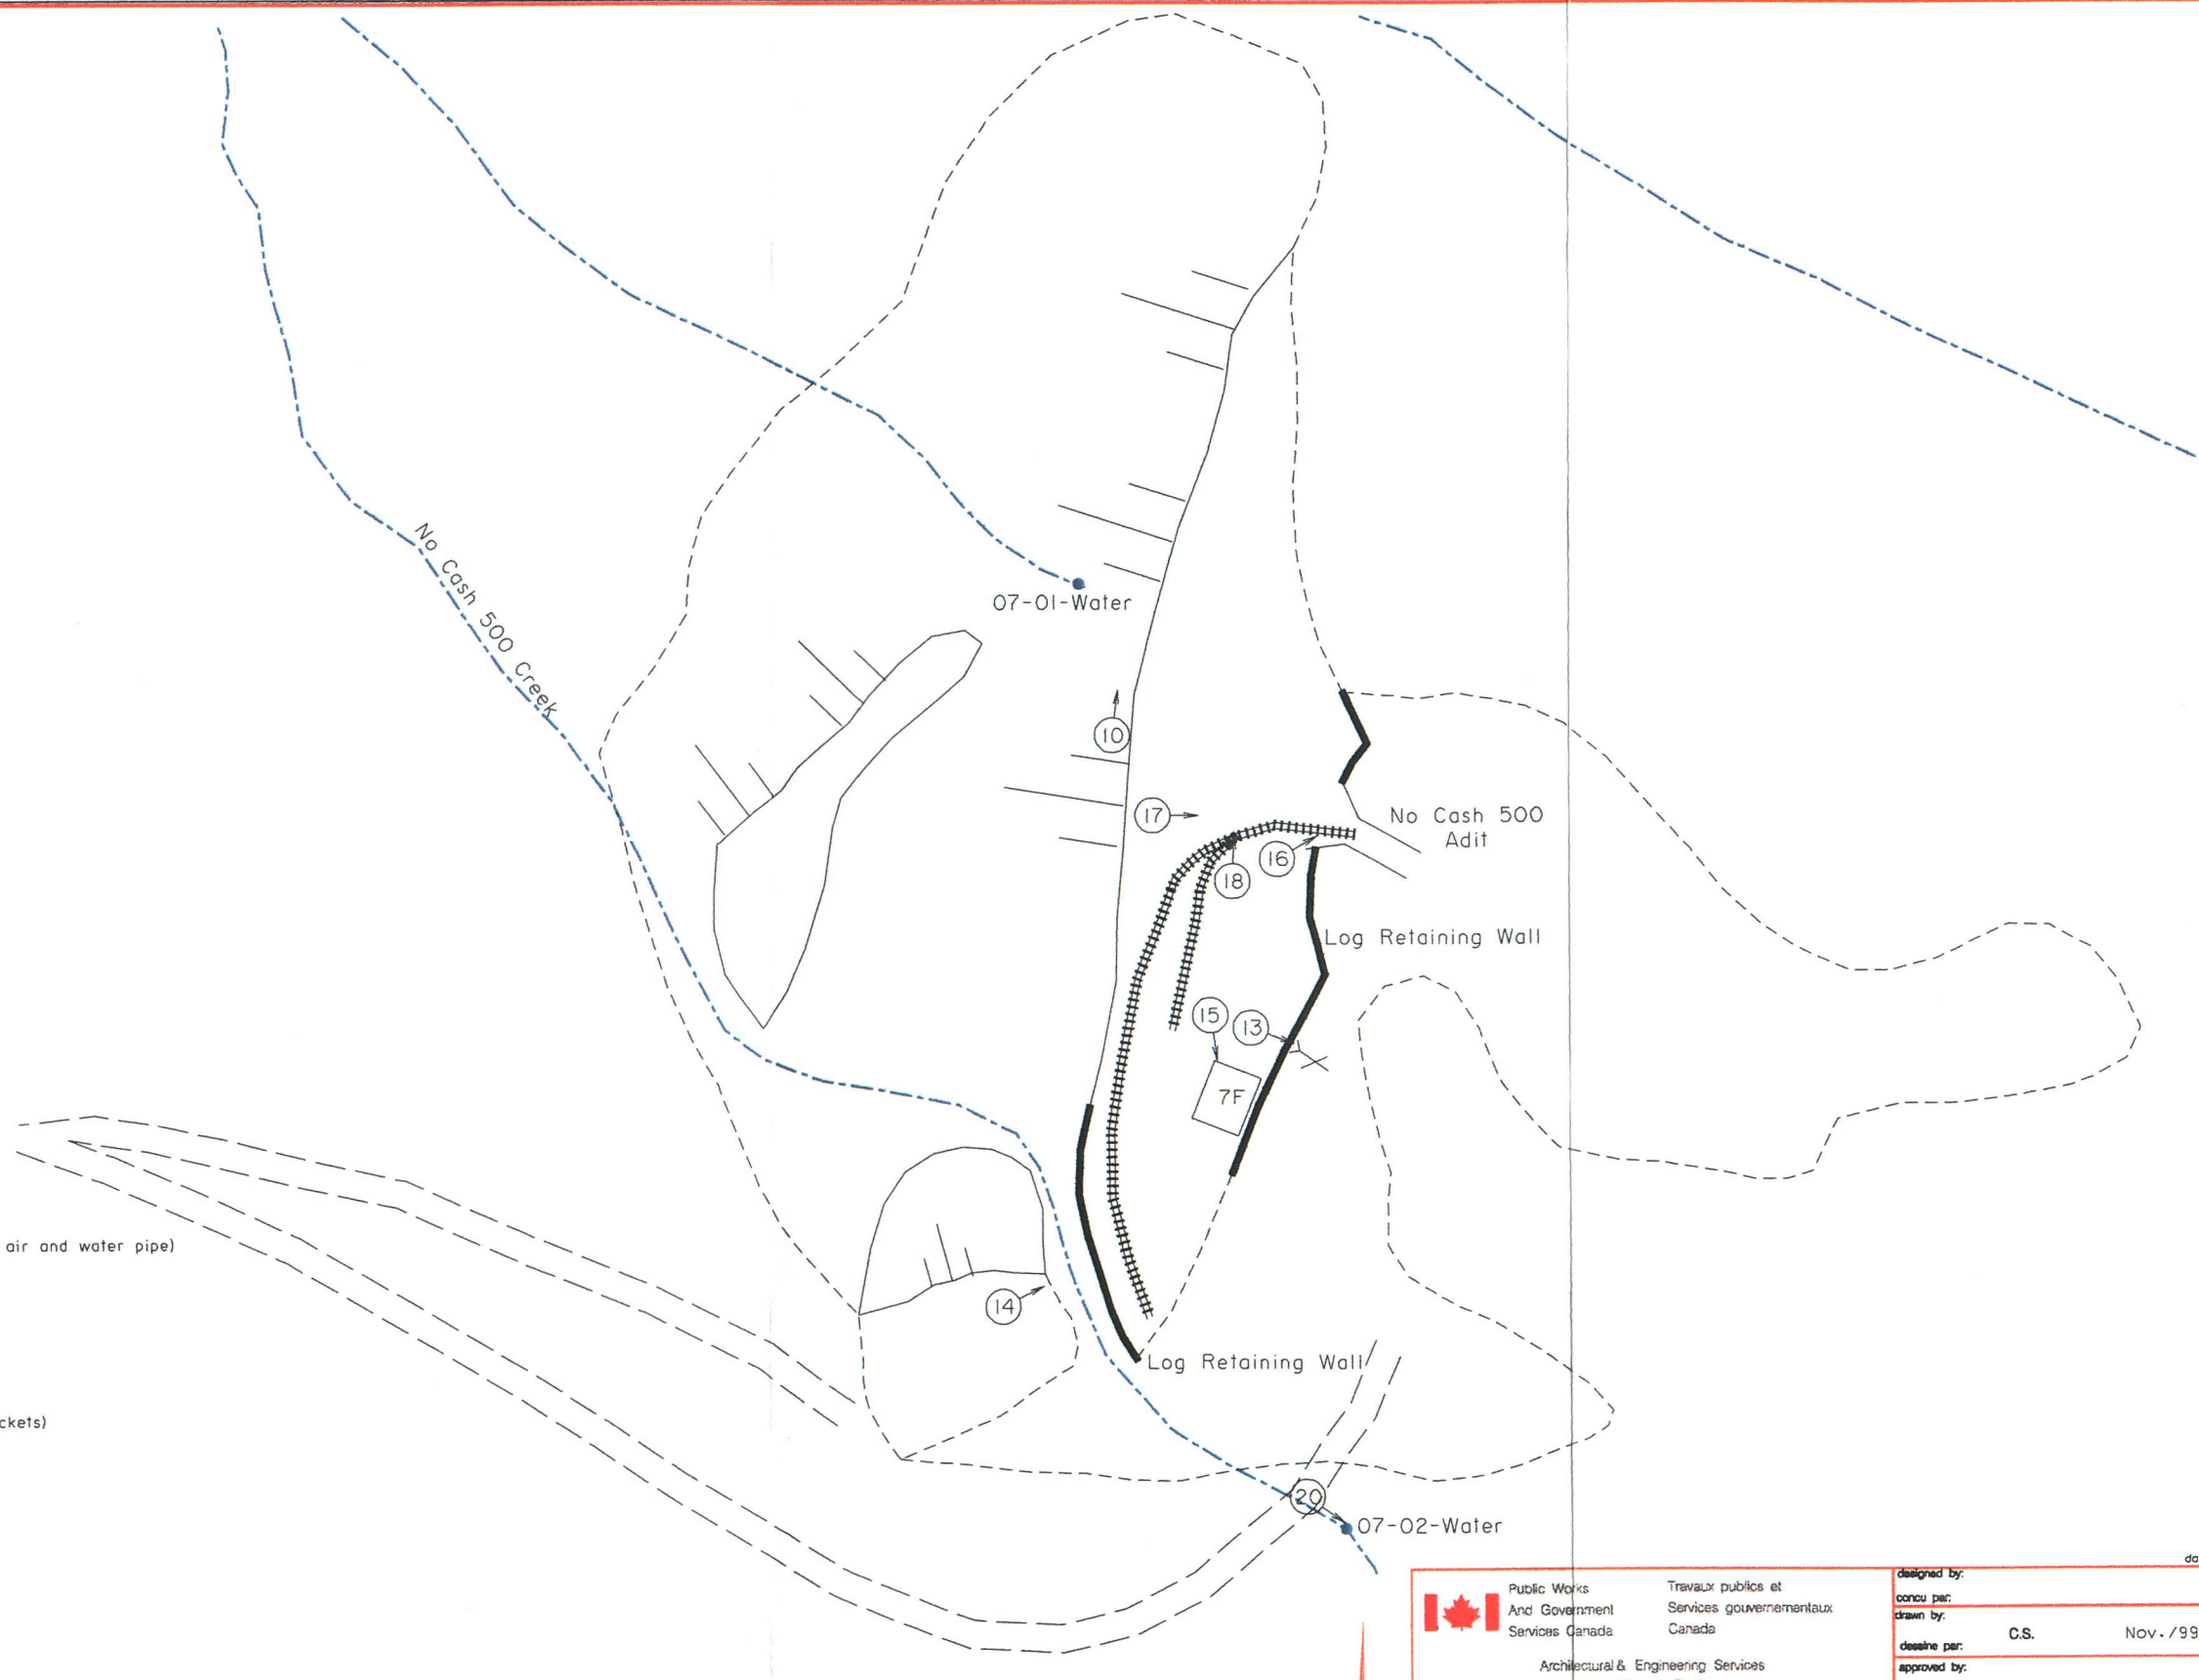 No Cash 500 Creek
07-01-Water
10
17
No Cash 500
Adit
16
18
Log Retaining Wall
15
13
7F
air and water pipe)
14
Log Retaining Wall
ckets)
20
07-02-Water
Public Works
And Government
Services Canada
Travaux publics et
Services gouvernementaux
Canada
Architectural & Engineering Services
da
designed by:
concu par:
drawn by:
dessine par:
C.S.
Nov./99
approved by: